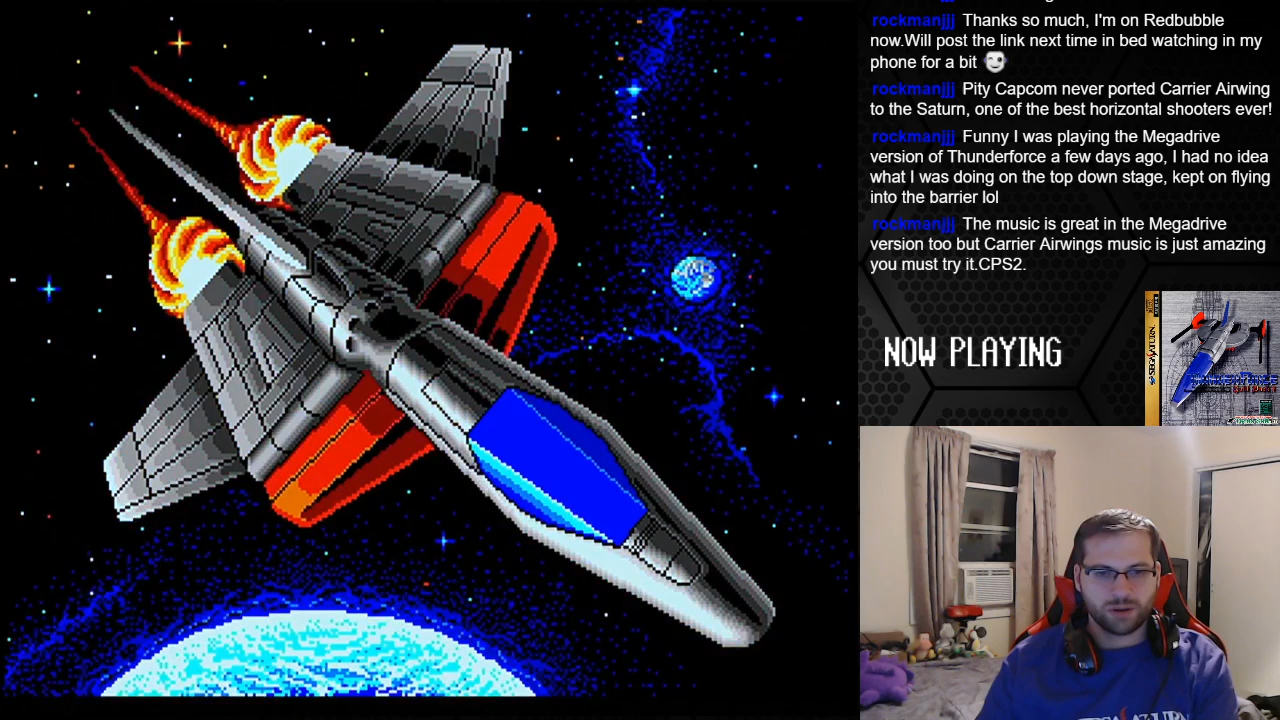 rockmanjjj Thanks so much, I'm on Redbubble
now.Will post the link next time in bed watching in my
phone for a bit
rockmanjjj Pity Capcom never ported Carrier Airwing
to the Saturn, one of the best horizontal shooters ever!
rockmanjjj Funny I was playing the Megadrive
version of Thunderforce a few days ago, I had no idea
what I was doing on the top down stage, kept on flying
into the barrier lol
rockmanjjj The music is great in the Megadrive
version too but Carrier Airwings music is just amazing
you must try it.CPS2.
NOW PLAYING
SEGA SATURN